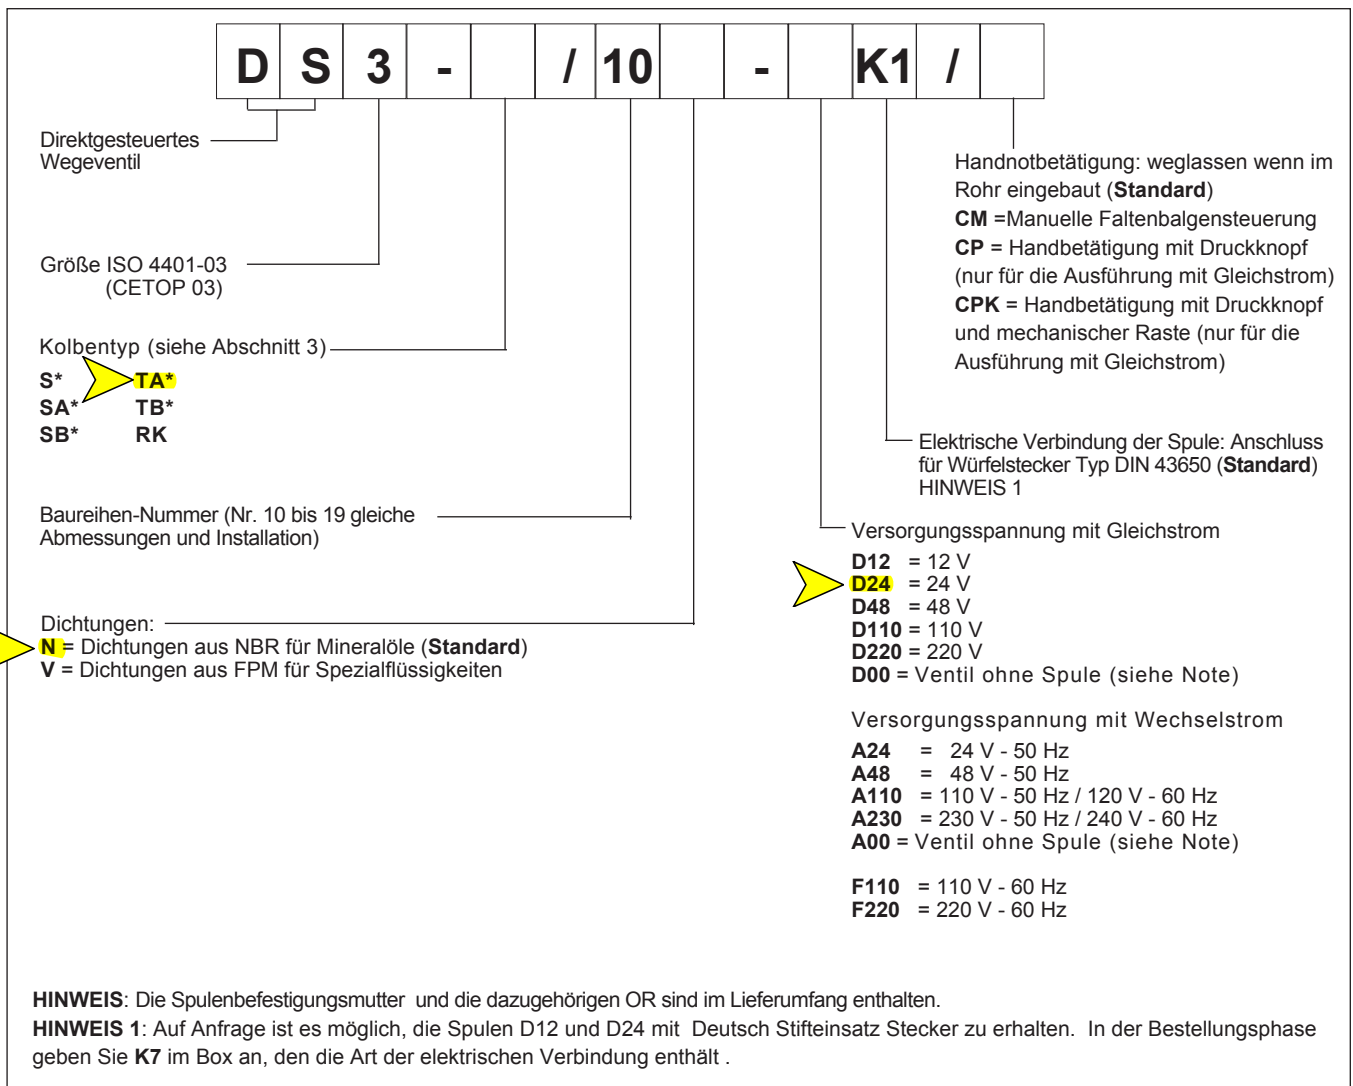 D S 3 - / 10 - K1 /
Direktgesteuertes
Wegeventil
Größe ISO 4401-03
(CETOP 03)
Kolbentyp (siehe Abschnitt 3)
S* TA*
SA* TB*
SB* RK
Baureihen-Nummer (Nr. 10 bis 19 gleiche
Abmessungen und Installation)
Dichtungen:
N = Dichtungen aus NBR für Mineralöle (Standard)
V = Dichtungen aus FPM für Spezialflüssigkeiten
Handnotbetätigung: weglassen wenn im
Rohr eingebaut (Standard)
CM =Manuelle Faltenbalgensteuerung
CP = Handbetätigung mit Druckknopf
(nur für die Ausführung mit Gleichstrom)
CPK = Handbetätigung mit Druckknopf
und mechanischer Raste (nur für die
Ausführung mit Gleichstrom)
Elektrische Verbindung der Spule: Anschluss
für Würfelstecker Typ DIN 43650 (Standard)
HINWEIS 1
Versorgungsspannung mit Gleichstrom
D12 = 12 V
D24 = 24 V
D48 = 48 V
D110 = 110 V
D220 = 220 V
D00 = Ventil ohne Spule (siehe Note)
Versorgungsspannung mit Wechselstrom
A24 = 24 V - 50 Hz
A48 = 48 V - 50 Hz
A110 = 110 V - 50 Hz / 120 V - 60 Hz
A230 = 230 V - 50 Hz / 240 V - 60 Hz
A00 = Ventil ohne Spule (siehe Note)
F110 = 110 V - 60 Hz
F220 = 220 V - 60 Hz
HINWEIS: Die Spulenbefestigungsmutter und die dazugehörigen OR sind im Lieferumfang enthalten.
HINWEIS 1: Auf Anfrage ist es möglich, die Spulen D12 und D24 mit Deutsch Stifteinsatz Stecker zu erhalten. In der Bestellungsphase
geben Sie K7 im Box an, den die Art der elektrischen Verbindung enthält .